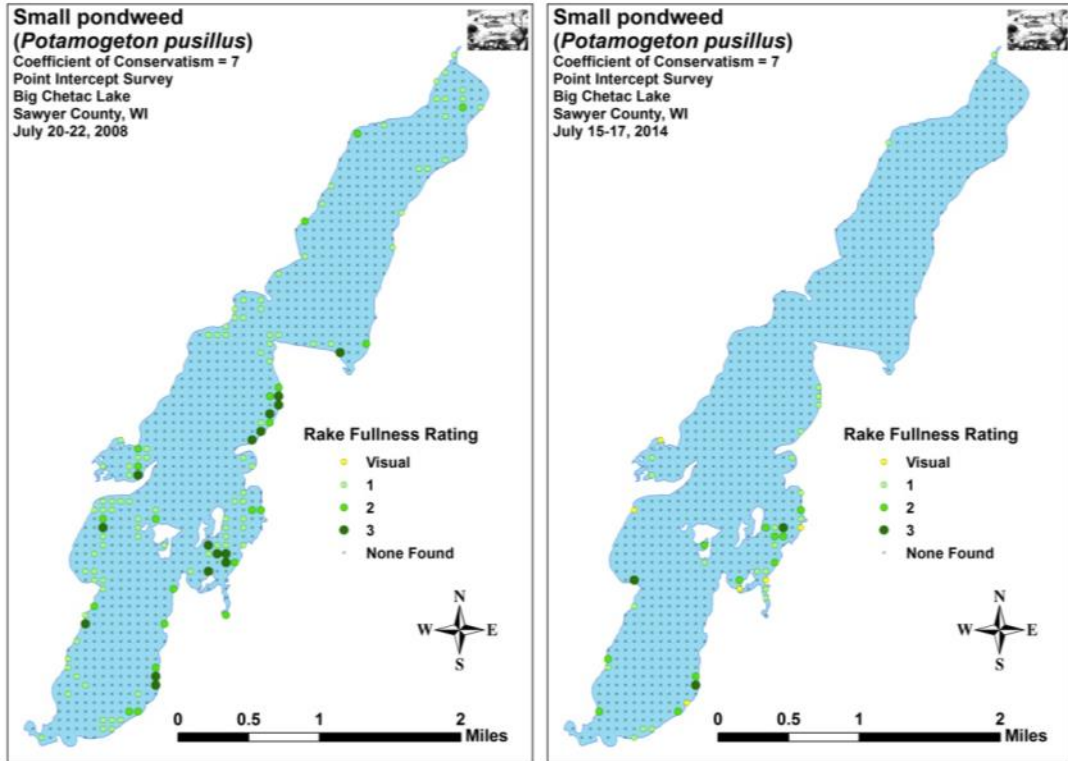 Small pondweed
(Potamogeton pusillus)
Coefficient of Conservatism = 7
Point Intercept Survey
Big Chetac Lake
Sawyer County, WI
July 20-22, 2008
Rake Fullness Rating
Visual
1
2
3
None Found
N
W E
S
0 0.5 1 2
Miles
Small pondweed
(Potamogeton pusillus)
Coefficient of Conservatism = 7
Point Intercept Survey
Big Chetac Lake
Sawyer County, WI
July 15-17, 2014
Rake Fullness Rating
Visual
1
2
3
None Found
N
W E
S
0 0.5 1 2
Miles